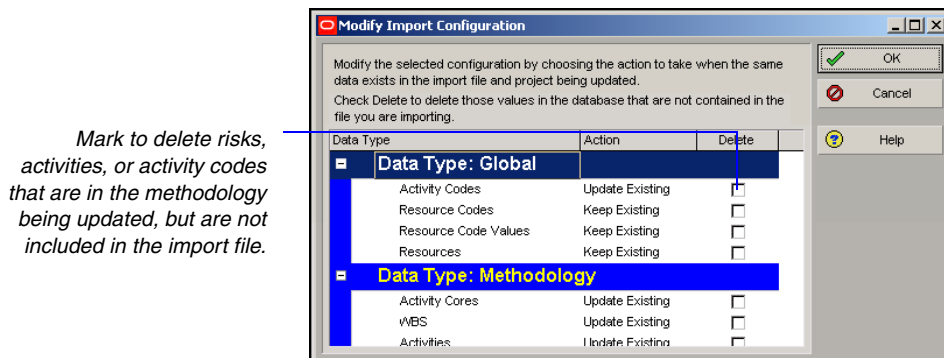 Modify Import Configuration
Modify the selected configuration by choosing the action to take when the same
data exists in the import file and project being updated.
Check Delete to delete those values in the database that are not contained in the
file you are importing.
OK
Cancel
Help
Mark to delete risks,
activities, or activity codes
that are in the methodology
being updated, but are not
included in the import file.
Data Type Action Delete
Data Type: Global
Activity Codes Update Existing
Resource Codes Keep Existing
Resource Code Values Keep Existing
Resources Keep Existing
Data Type: Methodology
Activity Cores Update Existing
WBS Update Existing
Activities Update Existing